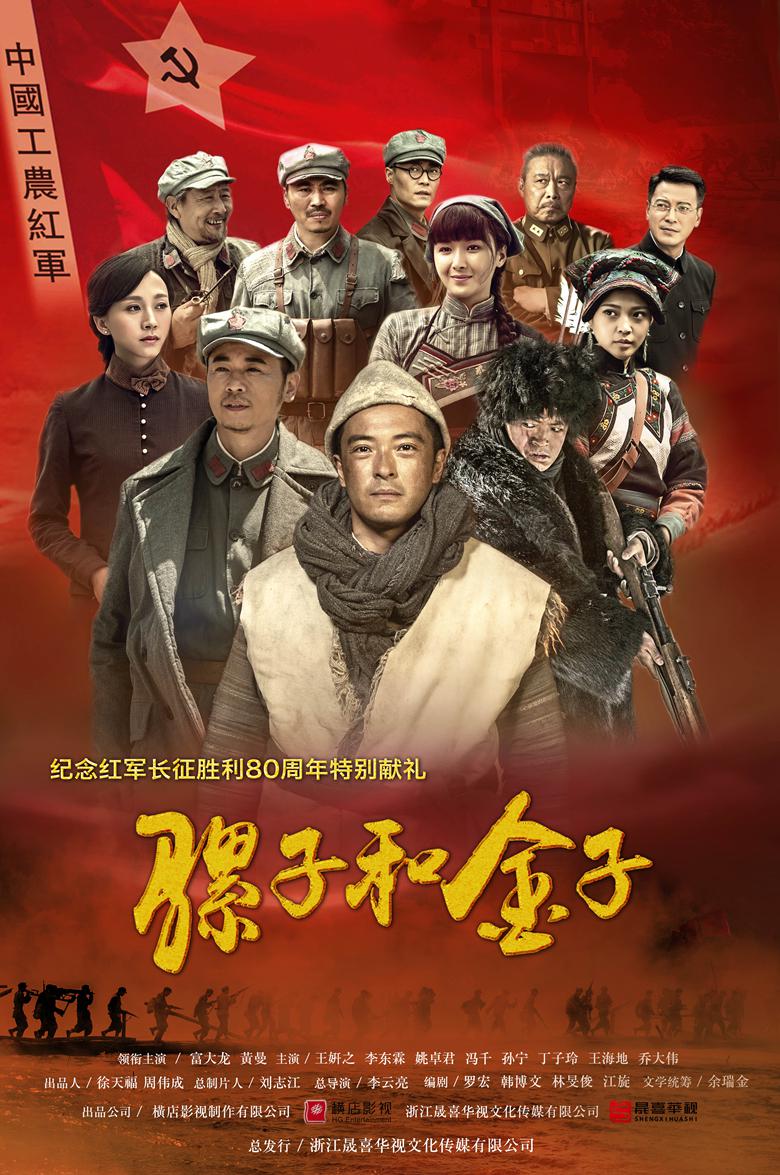 中國工農紅軍
纪念红军长征胜利80周年特别献礼
骡子和金子
领衔主演 / 富大龙 黄曼 主演 / 王妍之 李东霖 姚卓君 冯千 孙宁 丁子玲 王海地 乔大伟
出品人 / 徐天福 周伟成 总制片人 / 刘志江 总导演 / 李云亮 编剧 / 罗宏 韩博文 林旻俊 江旋 文学统筹 / 余瑞金
出品公司 / 横店影视制作有限公司 横店影视 HG Entertainment 浙江晟喜华视文化传媒有限公司 晟喜華視 SHENGXIHUASHI
总发行 / 浙江晟喜华视文化传媒有限公司